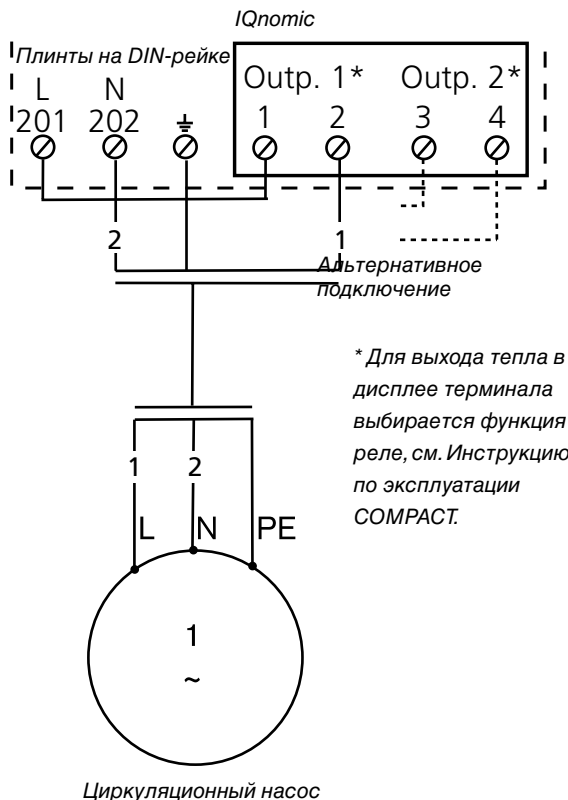 IQnomic
Плинты на DIN-рейке
Outp. 1* Outp. 2*
L N
201 202 1 2 3 4
2 1
Альтернативное
подключение
* Для выхода тепла в
дисплее терминала
выбирается функция
реле, см. Инструкцию
по эксплуатации
COMPACT.
1 2
L N PE
1
~
Циркуляционный насос